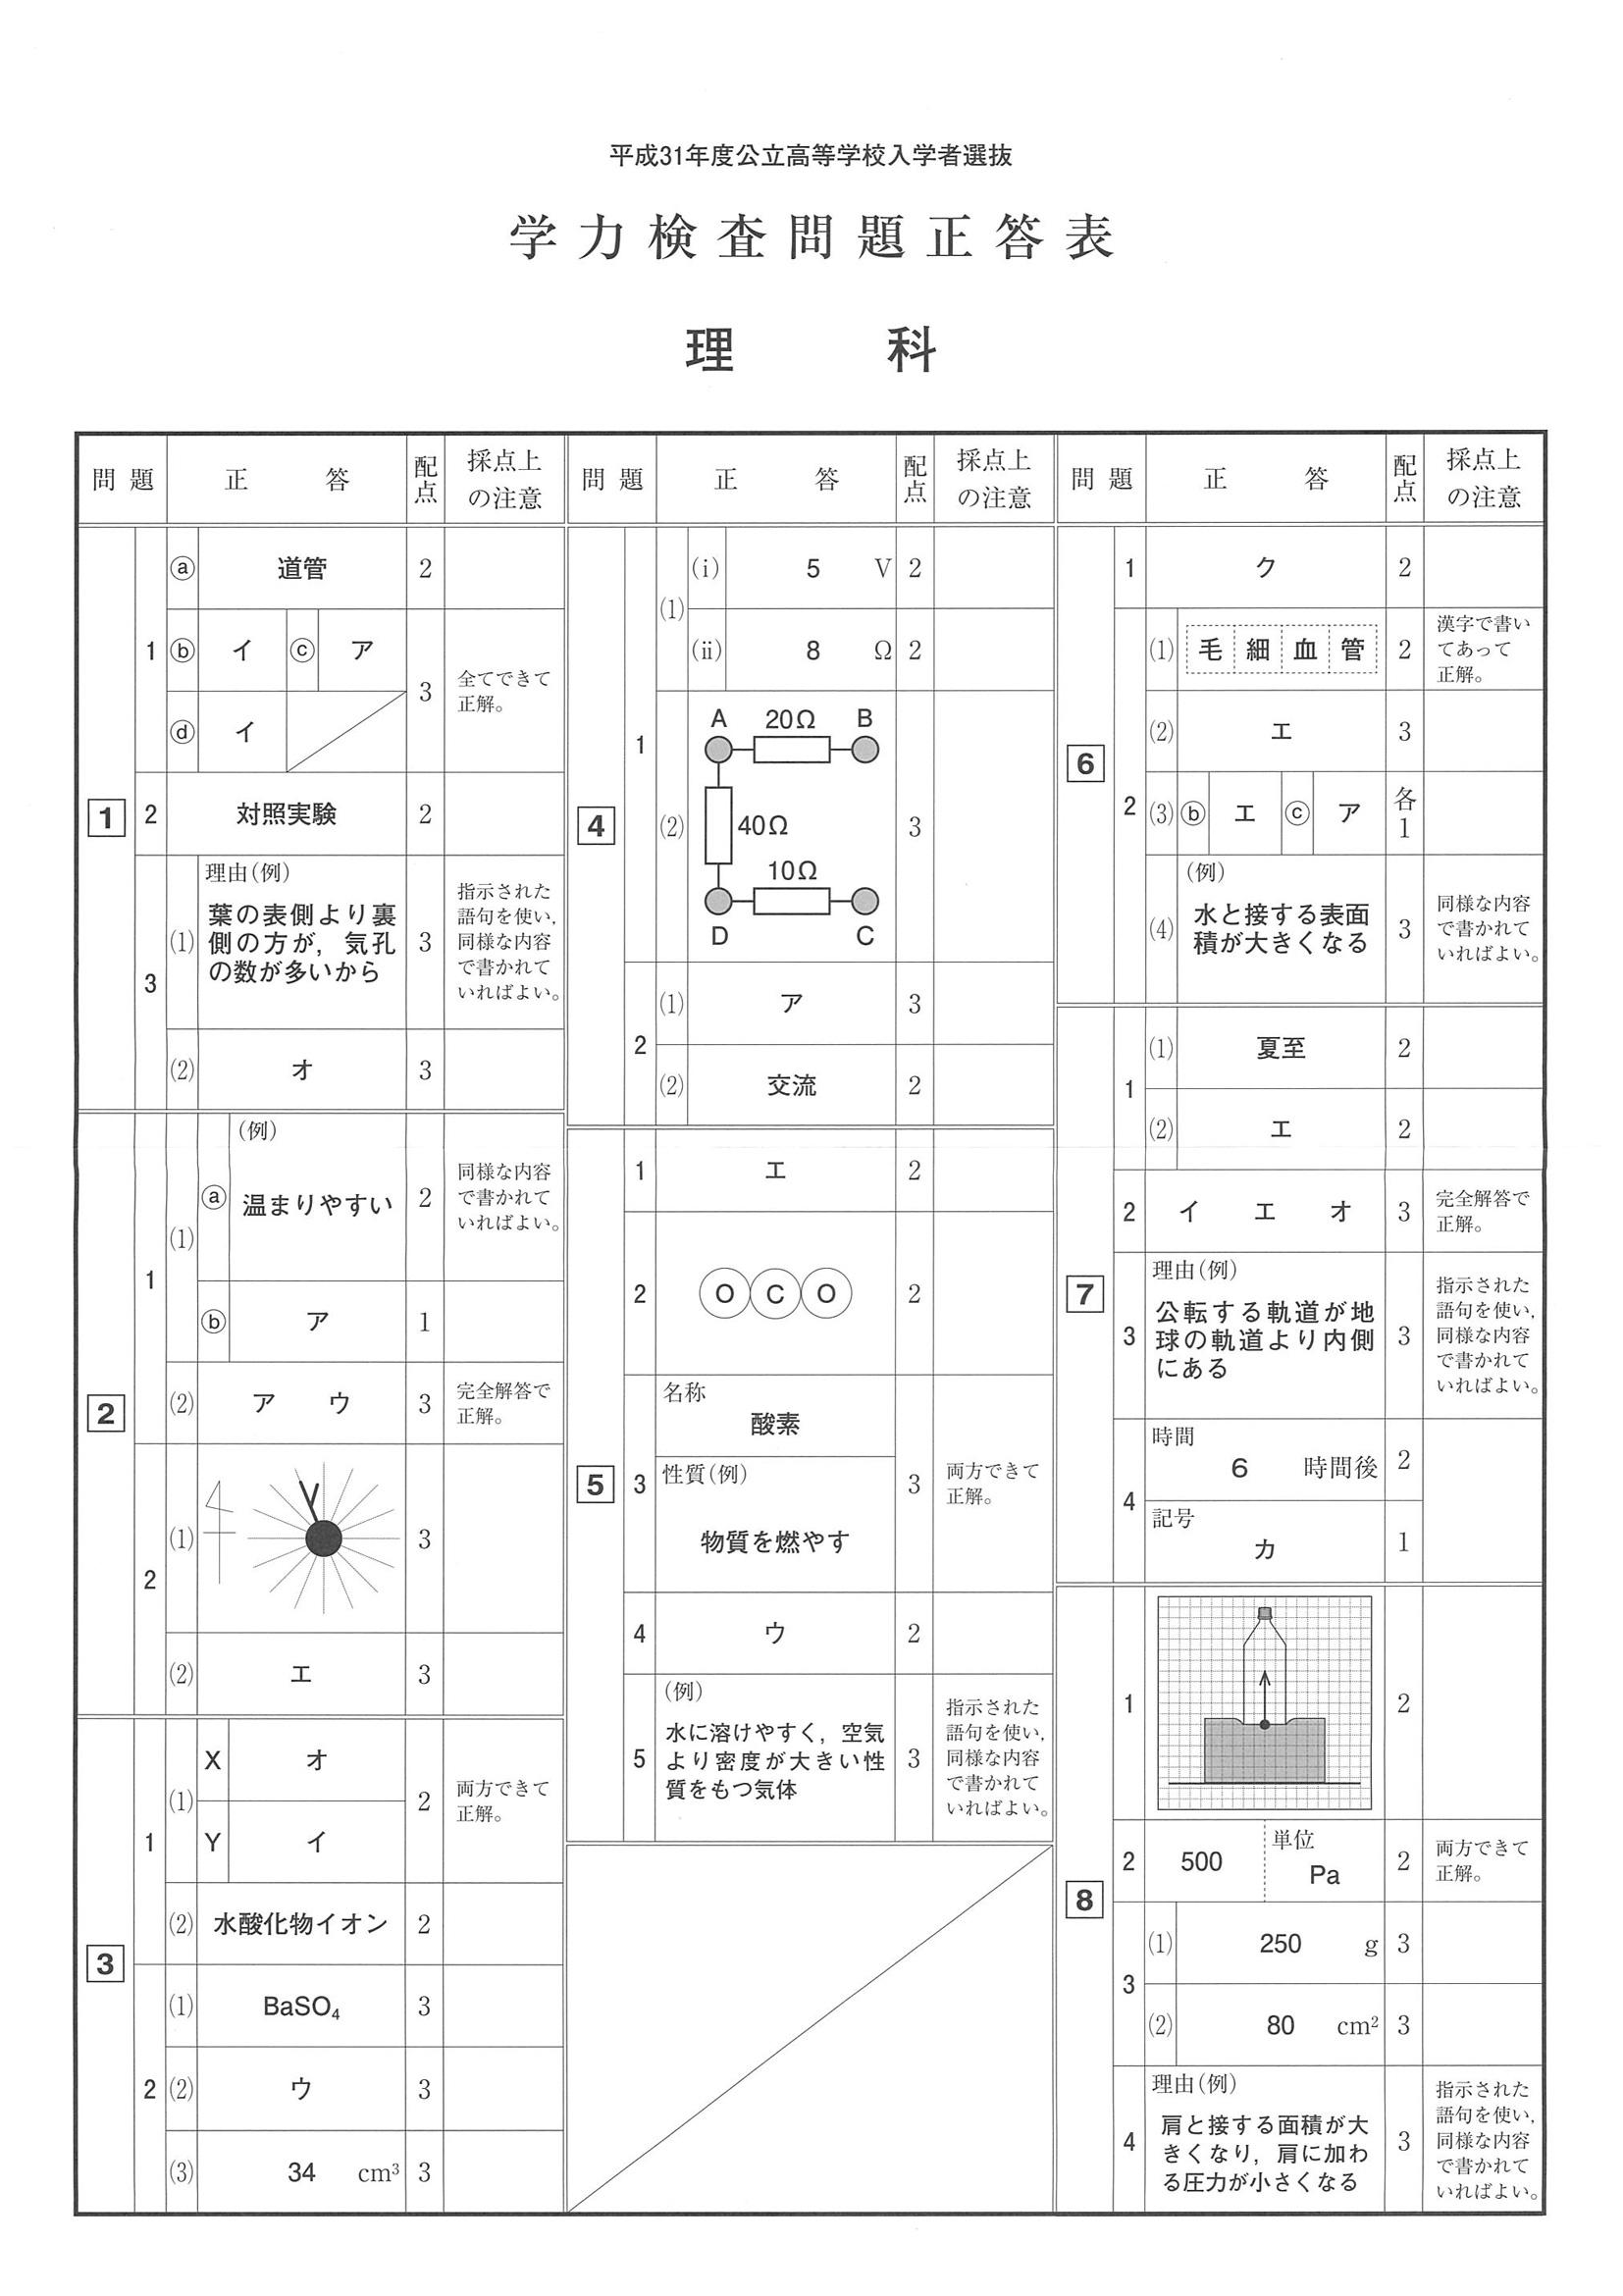 平成31年度公立高等学校入学者選抜
学力検査問題正答表
理 科
問題 正答 配点 採点上の注意
1
1 ⓐ 道管 2
ⓑ イ ⓒ ア
ⓓ イ
3 全てできて
正解。
2 対照実験 2
3 (1) 理由(例)
葉の表側より裏
側の方が，気孔
の数が多いから
3 指示された
語句を使い，
同様な内容
で書かれて
いればよい。
(2) オ 3
2
1 (1) ⓐ (例)
温まりやすい 2
同様な内容
で書かれて
いればよい。
ⓑ ア 1
(2) ア ウ 3 完全解答で
正解。
2 (1) 3
(2) エ 3
3
1 (1) X オ
Y イ
2 両方できて
正解。
(2) 水酸化物イオン 2
2 (1) BaSO₄ 3
(2) ウ 3
(3) 34 cm³ 3
問題 正答 配点 採点上の注意
4
1 (1) (i) 5 V 2
(ii) 8 Ω 2
(2) A 20Ω B
40Ω
10Ω
D C
3
2 (1) ア 3
(2) 交流 2
5
1 エ 2
2 O C O 2
3 名称
酸素
性質(例)
物質を燃やす
3 両方できて
正解。
4 ウ 2
5 (例)
水に溶けやすく，空気
より密度が大きい性
質をもつ気体
3 指示された
語句を使い，
同様な内容
で書かれて
いればよい。
問題 正答 配点 採点上の注意
6
1 ク 2
2 (1) 毛細血管 2 漢字で書い
てあって
正解。
(2) エ 3
(3) ⓑ エ ⓒ ア 各1
(4) (例)
水と接する表面
積が大きくなる
3 同様な内容
で書かれて
いればよい。
7
1 (1) 夏至 2
(2) エ 2
2 イ エ オ 3 完全解答で
正解。
3 理由(例)
公転する軌道が地
球の軌道より内側
にある
3 指示された
語句を使い，
同様な内容
で書かれて
いればよい。
4 時間
6 時間後 2
記号
カ 1
8
1 2
2 500 単位
Pa 2 両方できて
正解。
3 (1) 250 g 3
(2) 80 cm² 3
4 理由(例)
肩と接する面積が大
きくなり，肩に加わ
る圧力が小さくなる
3 指示された
語句を使い，
同様な内容
で書かれて
いればよい。